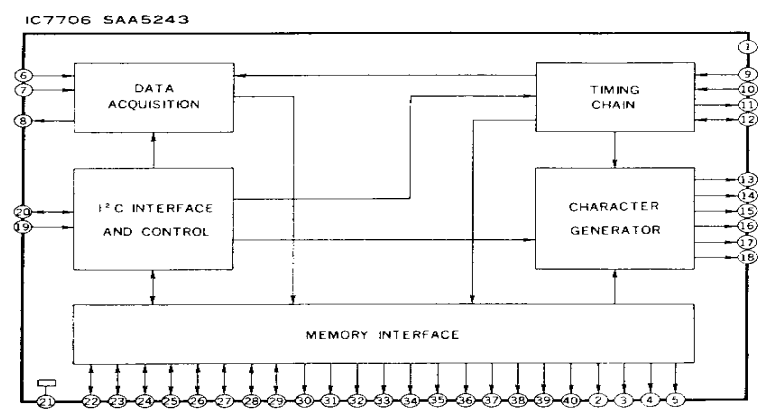 IC7706 SAA5243
1
6
DATA
ACQUISITION
TIMING
CHAIN
9
7
10
11
8
12
I²C INTERFACE
AND CONTROL
CHARACTER
GENERATOR
13
14
20
15
19
16
17
18
MEMORY INTERFACE
21 22 23 24 25 26 27 28 29 30 31 32 33 34 35 36 37 38 39 40 2 3 4 5